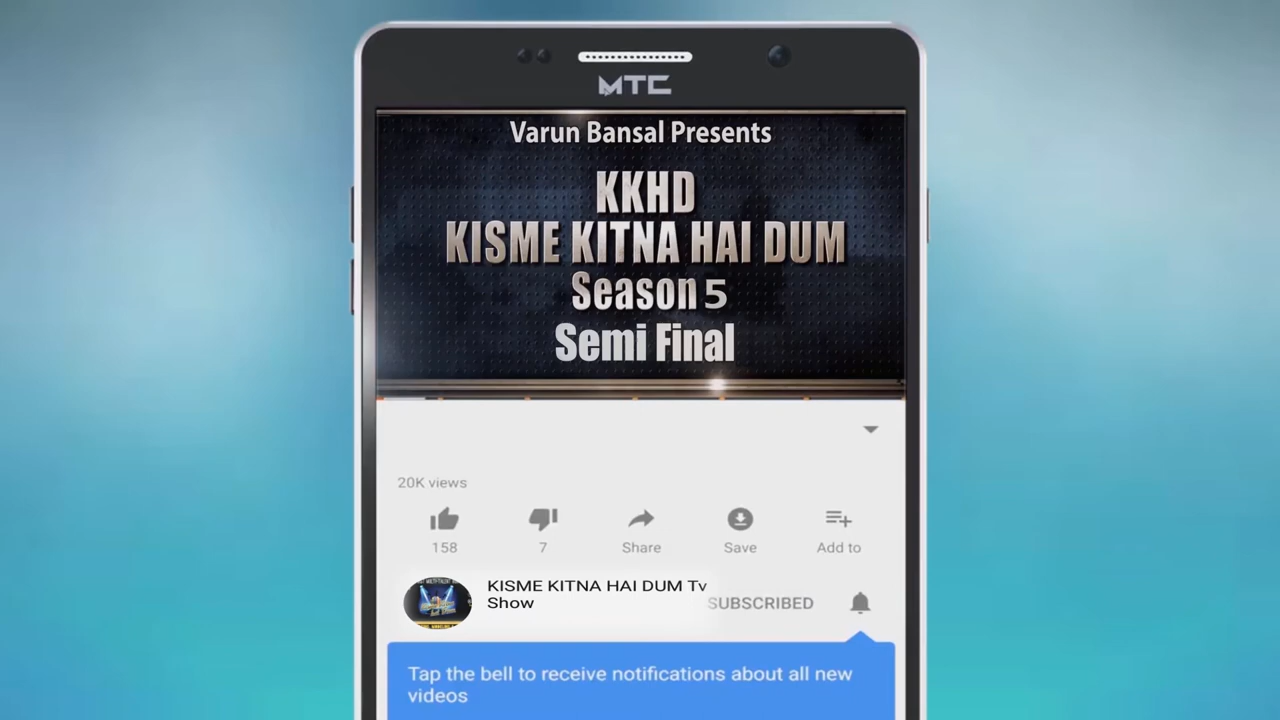 MTC
Varun Bansal Presents
KKHD
KISME KITNA HAI DUM
Season 5
Semi Final
20K views
158
7
Share
Save
Add to
KISME KITNA HAI DUM Tv
Show
SUBSCRIBED
Tap the bell to receive notifications about all new
videos